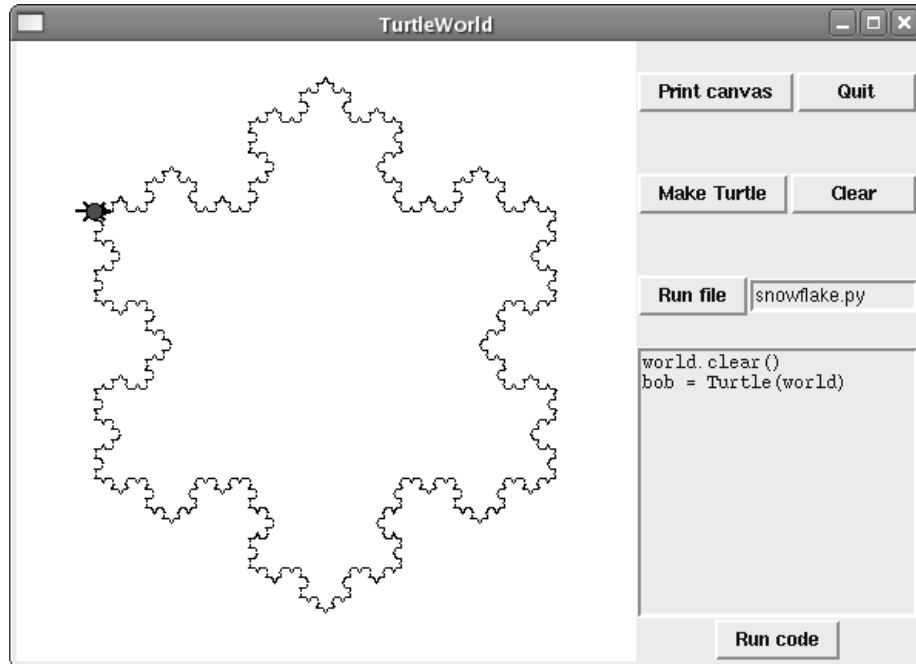 TurtleWorld
Print canvas
Quit
Make Turtle
Clear
Run file
snowflake.py
world.clear()
bob = Turtle(world)
Run code